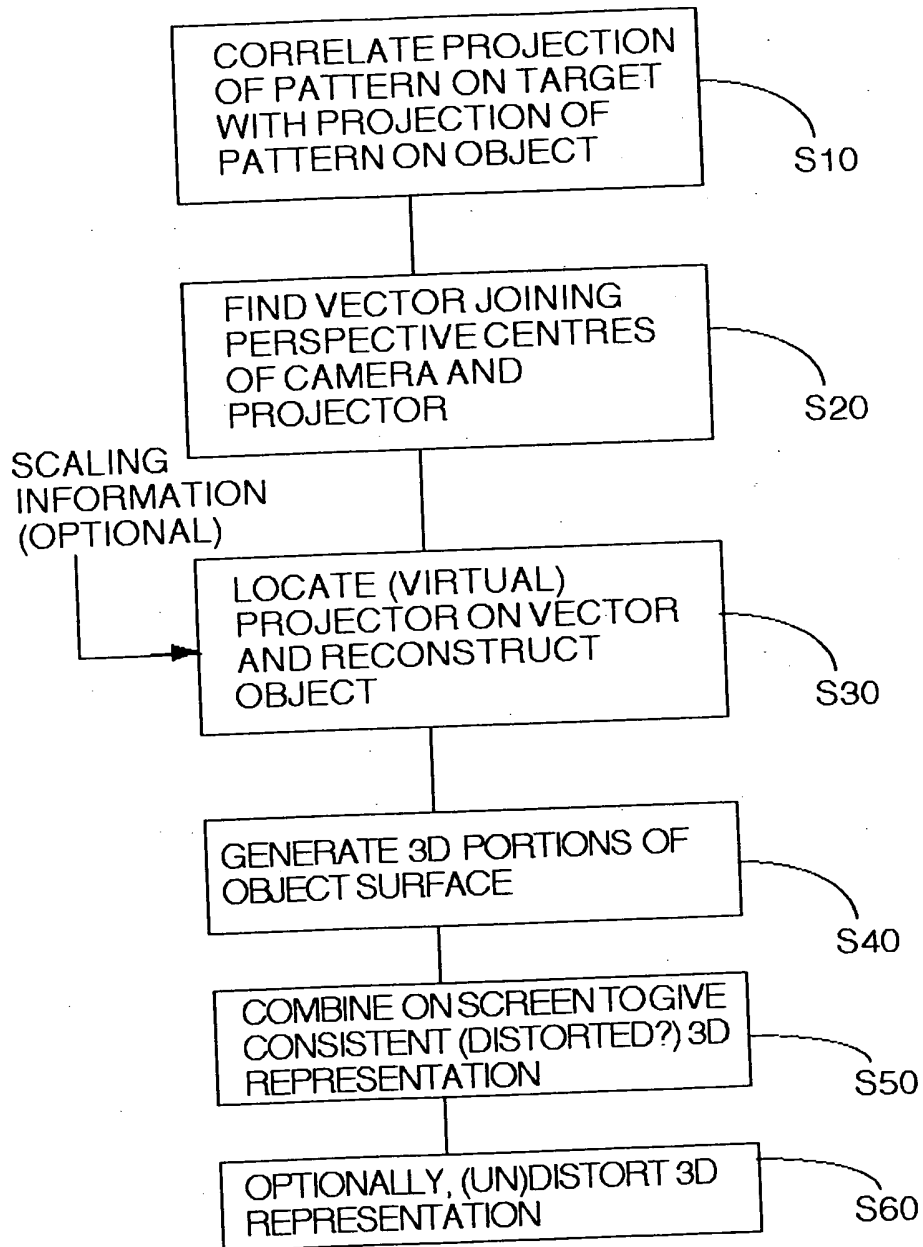 CORRELATE PROJECTION
OF PATTERN ON TARGET
WITH PROJECTION OF
PATTERN ON OBJECT
S10
FIND VECTOR JOINING
PERSPECTIVE CENTRES
OF CAMERA AND
PROJECTOR
S20
SCALING
INFORMATION
(OPTIONAL)
LOCATE (VIRTUAL)
PROJECTOR ON VECTOR
AND RECONSTRUCT
OBJECT
S30
GENERATE 3D PORTIONS OF
OBJECT SURFACE
S40
COMBINE ON SCREEN TO GIVE
CONSISTENT (DISTORTED?) 3D
REPRESENTATION
S50
OPTIONALLY, (UN)DISTORT 3D
REPRESENTATION
S60